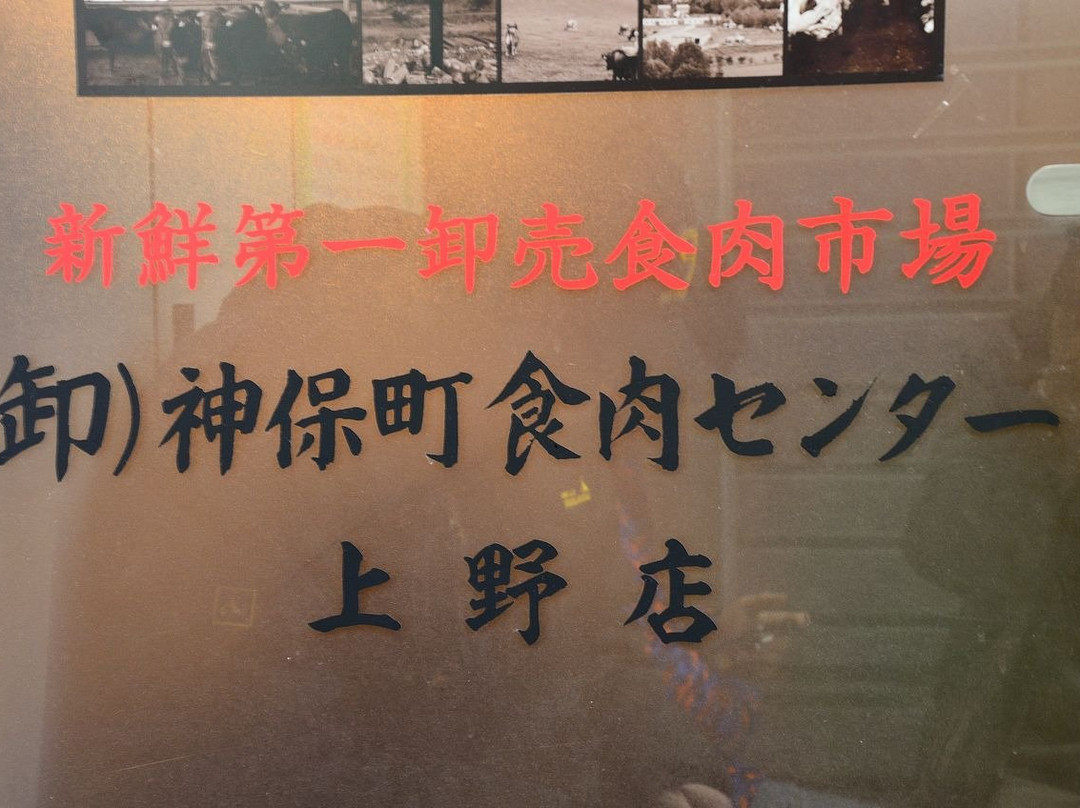 新鮮第一卸売食肉市場
卸)神保町食肉センター
上野店